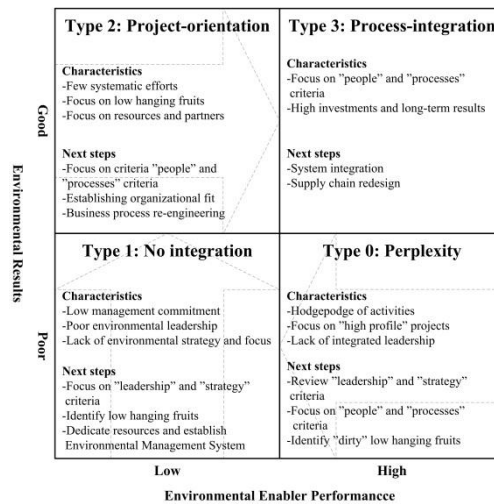 Type 2: Project-orientation
Characteristics
-Few systematic efforts
-Focus on low hanging fruits
-Focus on resources and partners
Next steps
-Focus on criteria ”people” and
”processes” criteria
-Establishing organizational fit
-Business process re-engineering
Type 3: Process-integration
Characteristics
-Focus on ”people” and ”processes”
criteria
-High investments and long-term results
Next steps
-System integration
-Supply chain redesign
Type 1: No integration
Characteristics
-Low management commitment
-Poor environmental leadership
-Lack of environmental strategy and focus
Next steps
-Focus on ”leadership” and ”strategy”
criteria
-Identify low hanging fruits
-Dedicate resources and establish
Environmental Management System
Type 0: Perplexity
Characteristics
-Hodgepodge of activities
-Focus on ”high profile” projects
-Lack of integrated leadership
Next steps
-Review ”leadership” and ”strategy”
criteria
-Focus on ”people” and ”processes”
criteria
-Identify ”dirty” low hanging fruits
Environmental Results
Good
Poor
Low
High
Environmental Enabler Performancce